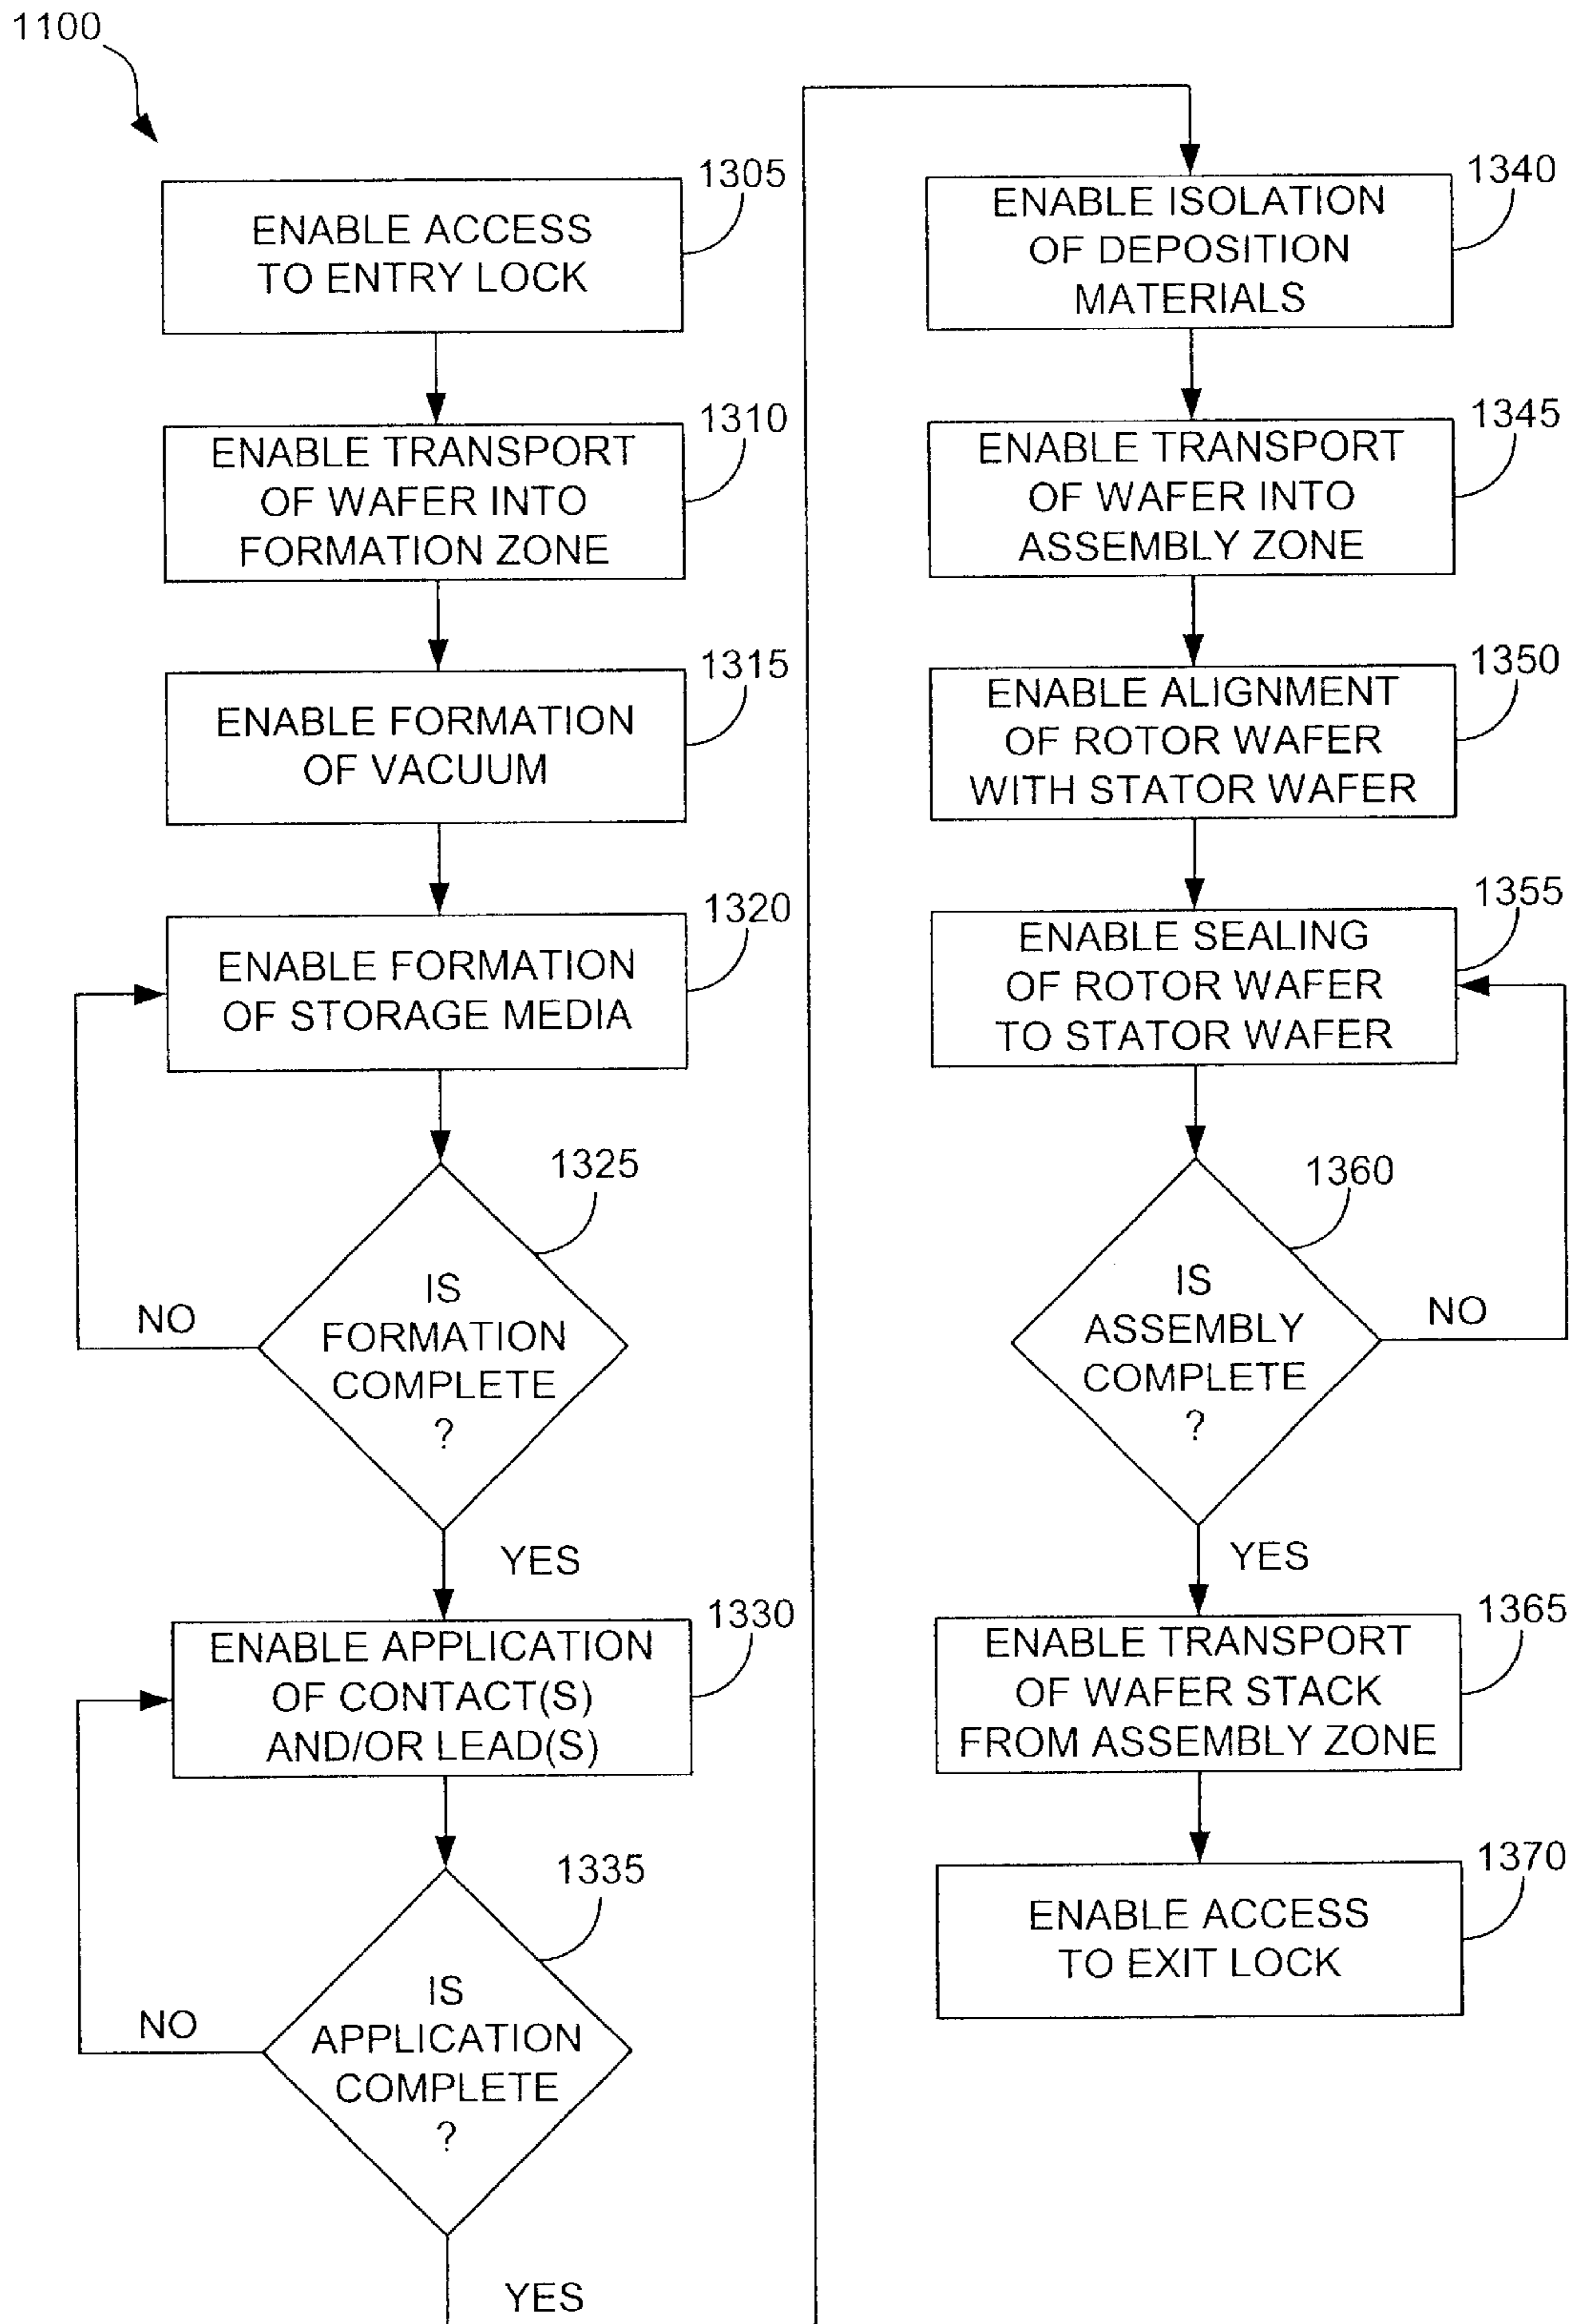 1100
1305
ENABLE ACCESS
TO ENTRY LOCK
1310
ENABLE TRANSPORT
OF WAFER INTO
FORMATION ZONE
1315
ENABLE FORMATION
OF VACUUM
1320
ENABLE FORMATION
OF STORAGE MEDIA
1325
IS
FORMATION
COMPLETE
?
NO
YES
1330
ENABLE APPLICATION
OF CONTACT(S)
AND/OR LEAD(S)
1335
IS
APPLICATION
COMPLETE
?
NO
YES
1340
ENABLE ISOLATION
OF DEPOSITION
MATERIALS
1345
ENABLE TRANSPORT
OF WAFER INTO
ASSEMBLY ZONE
1350
ENABLE ALIGNMENT
OF ROTOR WAFER
WITH STATOR WAFER
1355
ENABLE SEALING
OF ROTOR WAFER
TO STATOR WAFER
1360
IS
ASSEMBLY
COMPLETE
?
NO
YES
1365
ENABLE TRANSPORT
OF WAFER STACK
FROM ASSEMBLY ZONE
1370
ENABLE ACCESS
TO EXIT LOCK